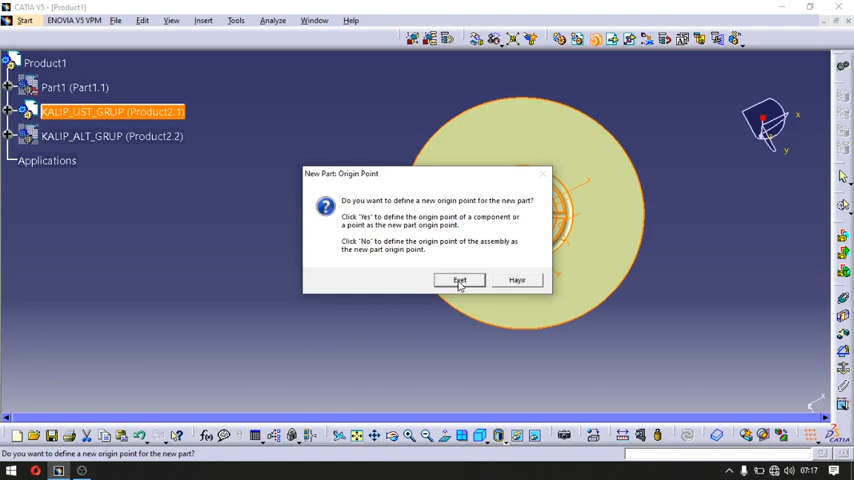 CATIA V5 - [Product1]
Start
ENOVIA V5 VPM
File
Edit
View
Insert
Tools
Analyze
Window
Help
Product1
Part1 (Part1.1)
KALIP_UST_GRUP (Product2.1)
KALIP_ALT_GRUP (Product2.2)
Applications
x
y
New Part: Origin Point
Do you want to define a new origin point for the new part?
Click "Yes" to define the origin point of a component or
a point as the new part origin point.
Click "No" to define the origin point of the assembly as
the new part origin point.
Evet
Hayır
f(x)
CATIA
Do you want to define a new origin point for the new part?
07:17